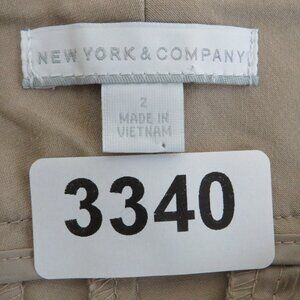 NEW YORK & COMPANY
2
MADE IN
VIETNAM
3340